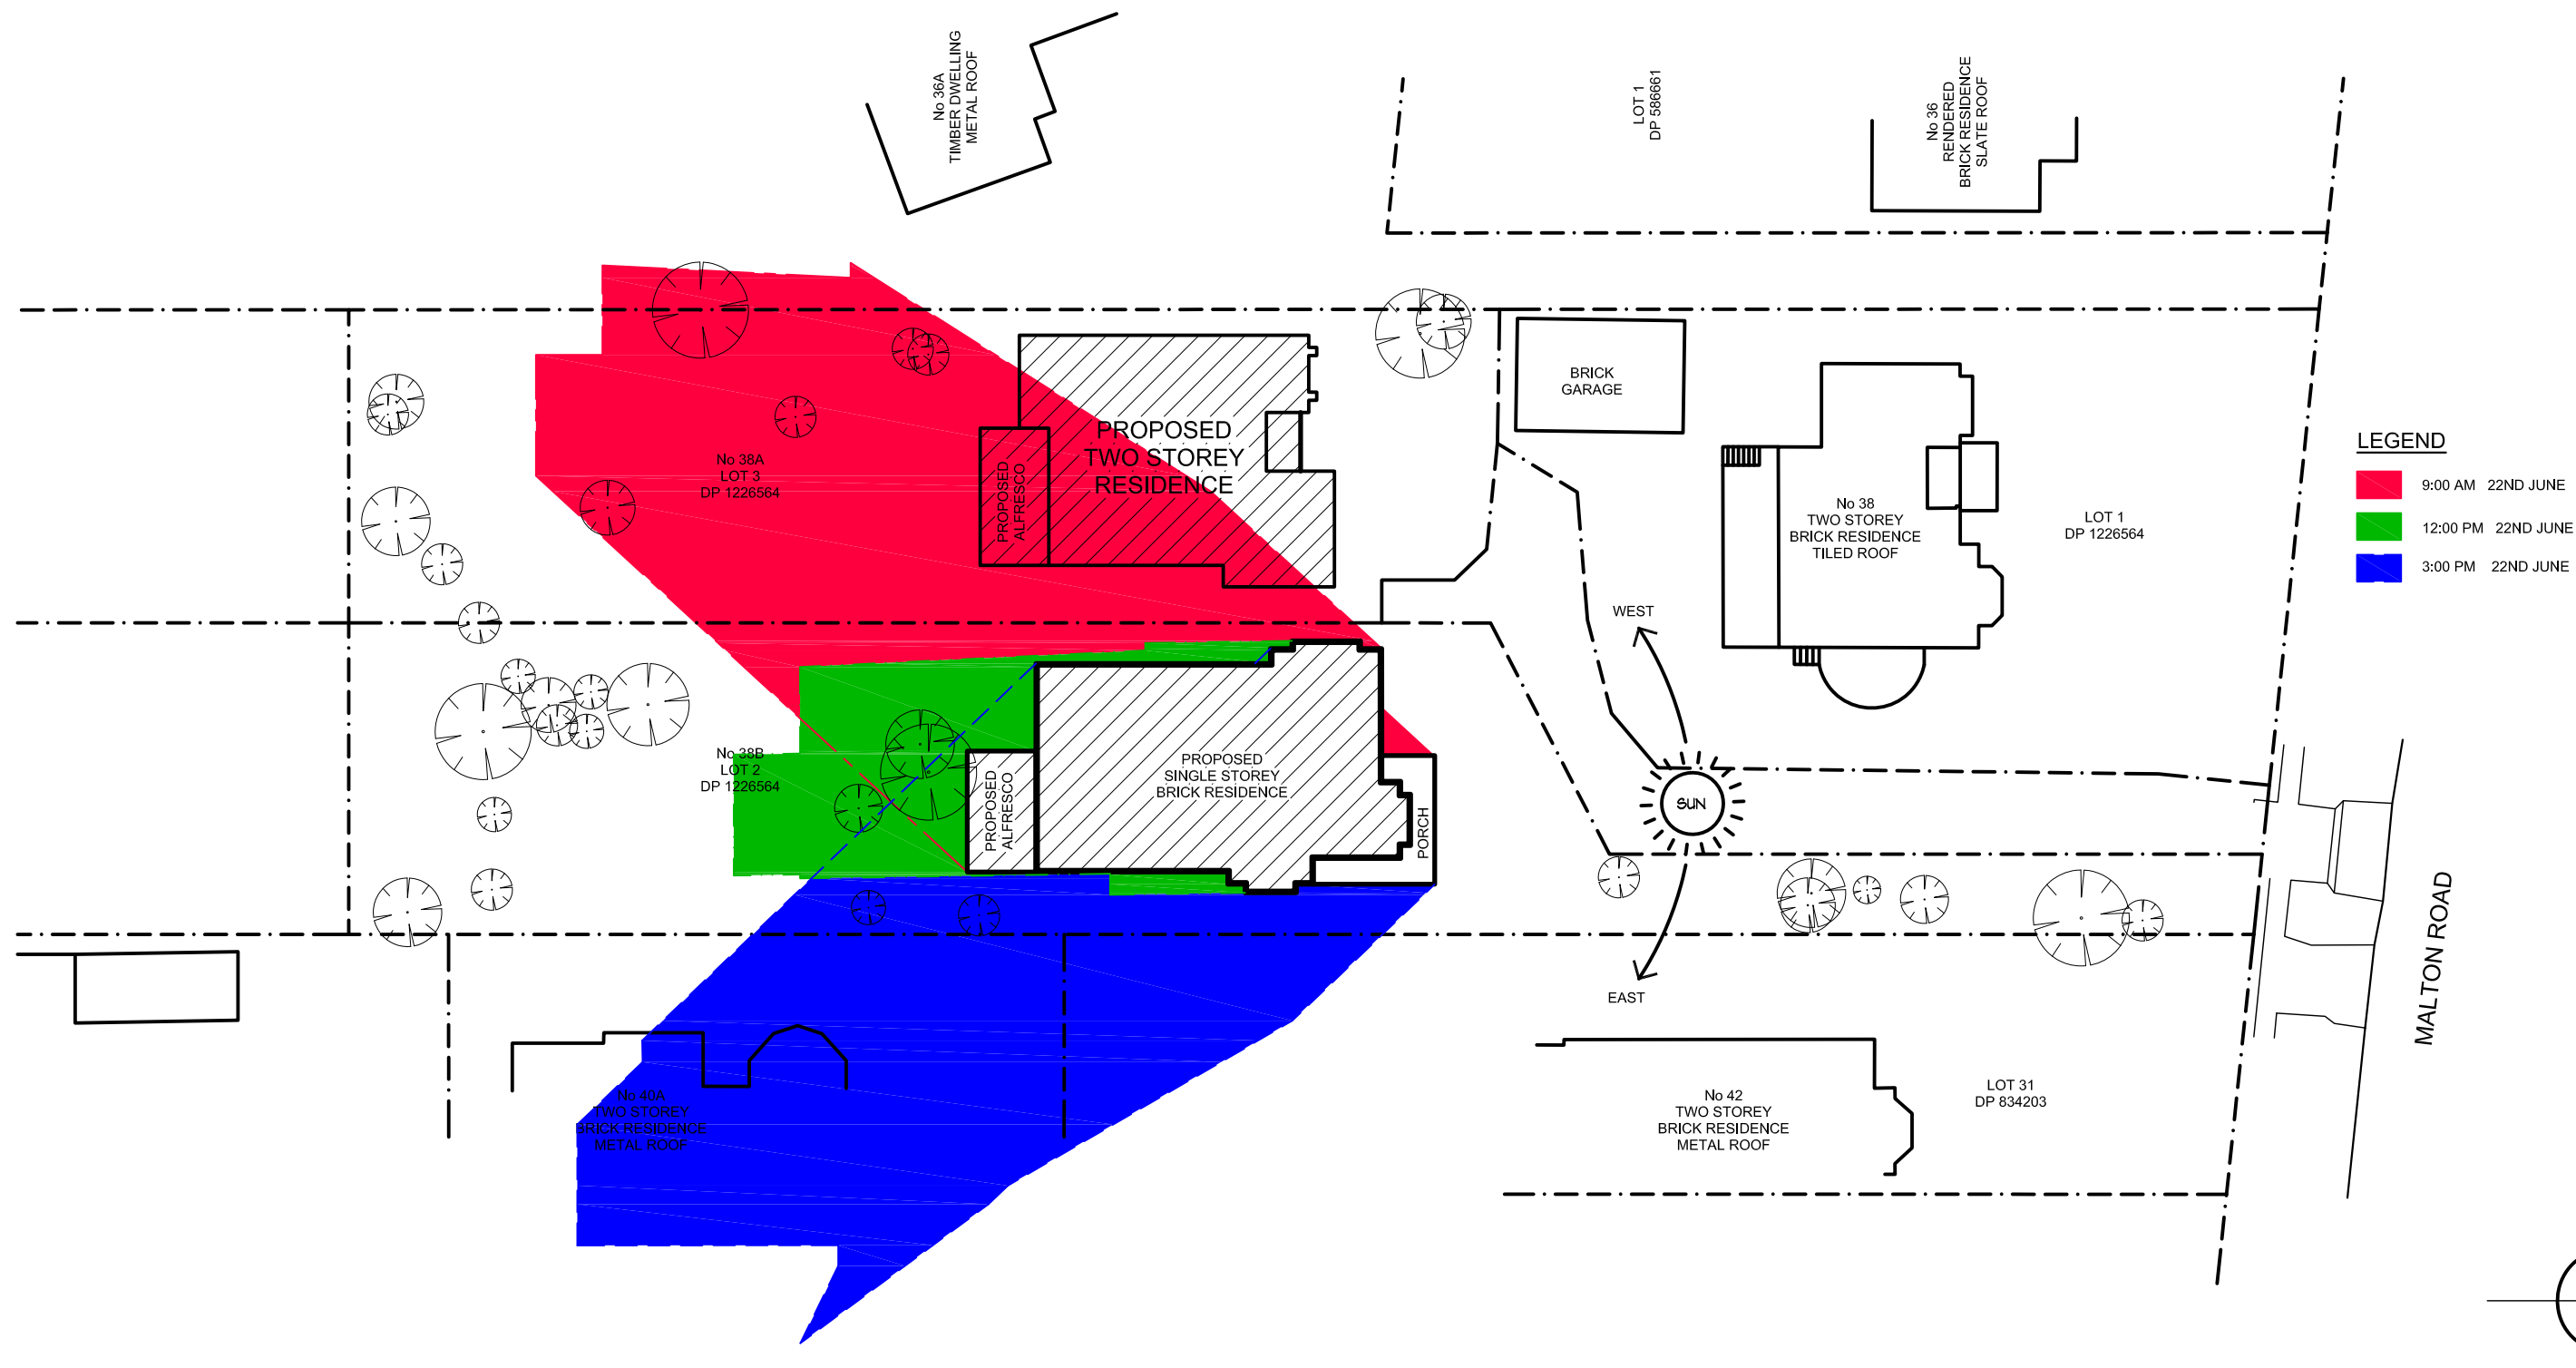 No 36A
TIMBER DWELLING
METAL ROOF
LOT 1
DP 586661
No 36
RENDERED
BRICK RESIDENCE
SLATE ROOF
BRICK
GARAGE
PROPOSED
TWO STOREY
RESIDENCE
PROPOSED
ALFRESCO
No 38A
LOT 3
DP 1226564
No 38
TWO STOREY
BRICK RESIDENCE
TILED ROOF
LOT 1
DP 1226564
LEGEND
9:00 AM 22ND JUNE
12:00 PM 22ND JUNE
3:00 PM 22ND JUNE
WEST
No 38B
LOT 2
DP 1226564
PROPOSED
ALFRESCO
PROPOSED
SINGLE STOREY
BRICK RESIDENCE
PORCH
SUN
EAST
MALTON ROAD
No 40A
TWO STOREY
BRICK RESIDENCE
METAL ROOF
No 42
TWO STOREY
BRICK RESIDENCE
METAL ROOF
LOT 31
DP 834203